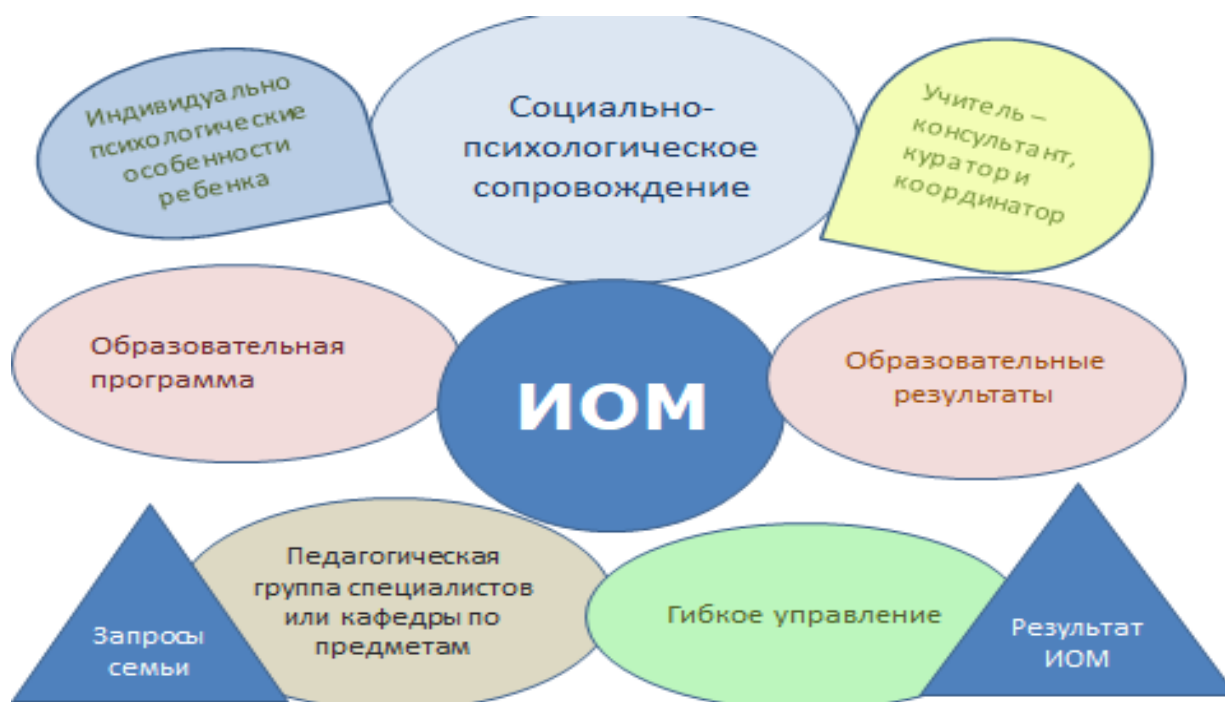 Индивидуально
психологические
особенности
ребенка
Социально-
психологическое
сопровождение
Учитель –
консультант,
куратор и
координатор
Образовательная
программа
ИОМ
Образовательные
результаты
Запросы
семьи
Педагогическая
группа специалистов
или кафедры по
предметам
Гибкое управление
Результат
ИОМ